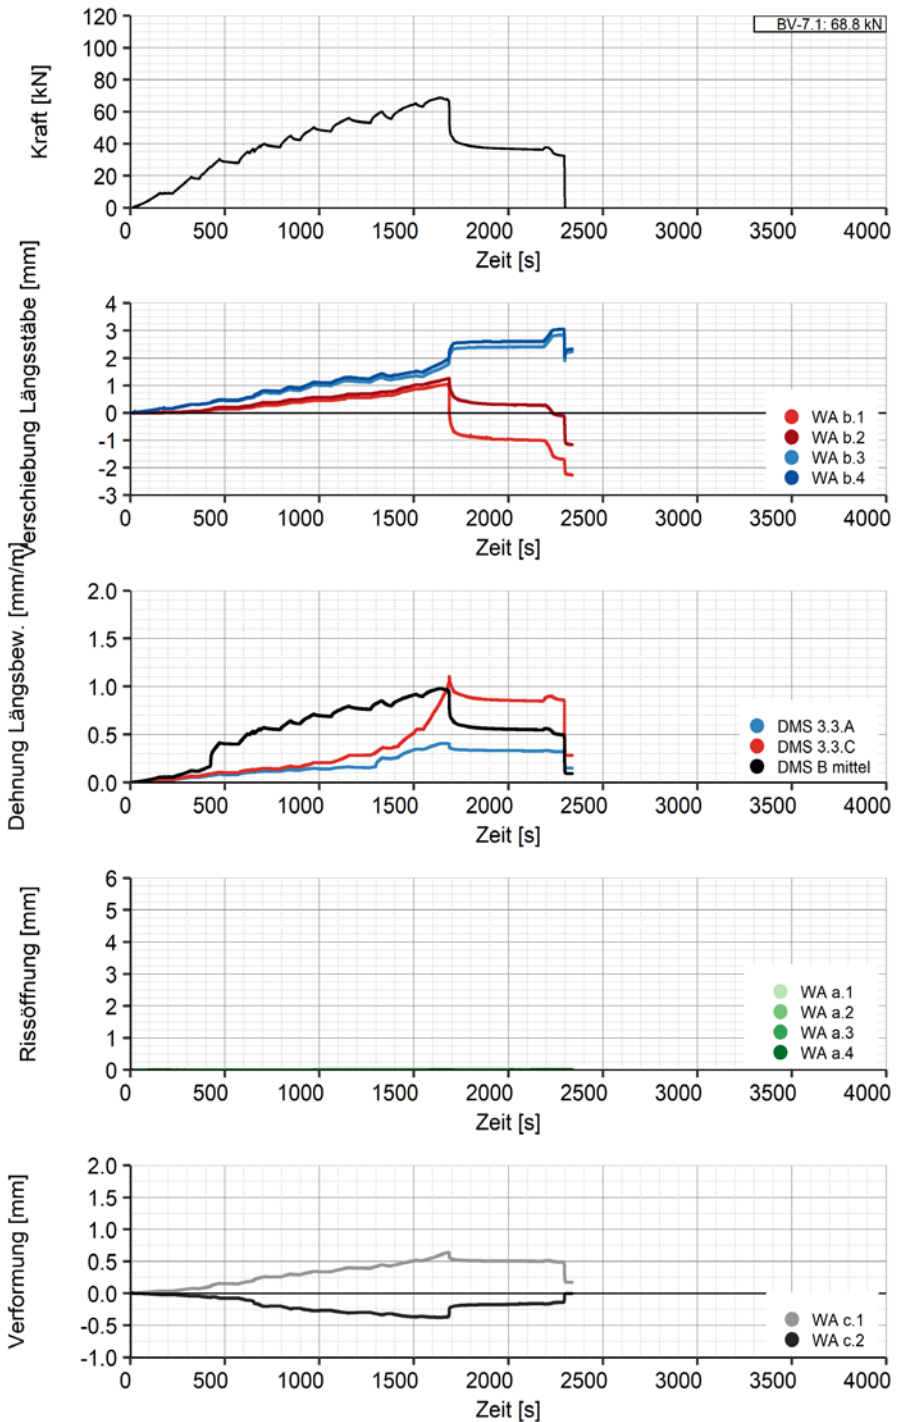 BV-7.1: 68.8 kN
Kraft [kN]
120
100
80
60
40
20
0
0 500 1000 1500 2000 2500 3000 3500 4000
Zeit [s]
Verschiebung Längsstäbe [mm]
4
3
2
1
0
-1
-2
-3
WA b.1
WA b.2
WA b.3
WA b.4
0 500 1000 1500 2000 2500 3000 3500 4000
Zeit [s]
Dehnung Längsbew. [mm/m]
2.0
1.5
1.0
0.5
0.0
DMS 3.3.A
DMS 3.3.C
DMS B mittel
0 500 1000 1500 2000 2500 3000 3500 4000
Zeit [s]
Rissöffnung [mm]
6
5
4
3
2
1
0
WA a.1
WA a.2
WA a.3
WA a.4
0 500 1000 1500 2000 2500 3000 3500 4000
Zeit [s]
Verformung [mm]
2.0
1.5
1.0
0.5
0.0
-0.5
-1.0
WA c.1
WA c.2
0 500 1000 1500 2000 2500 3000 3500 4000
Zeit [s]